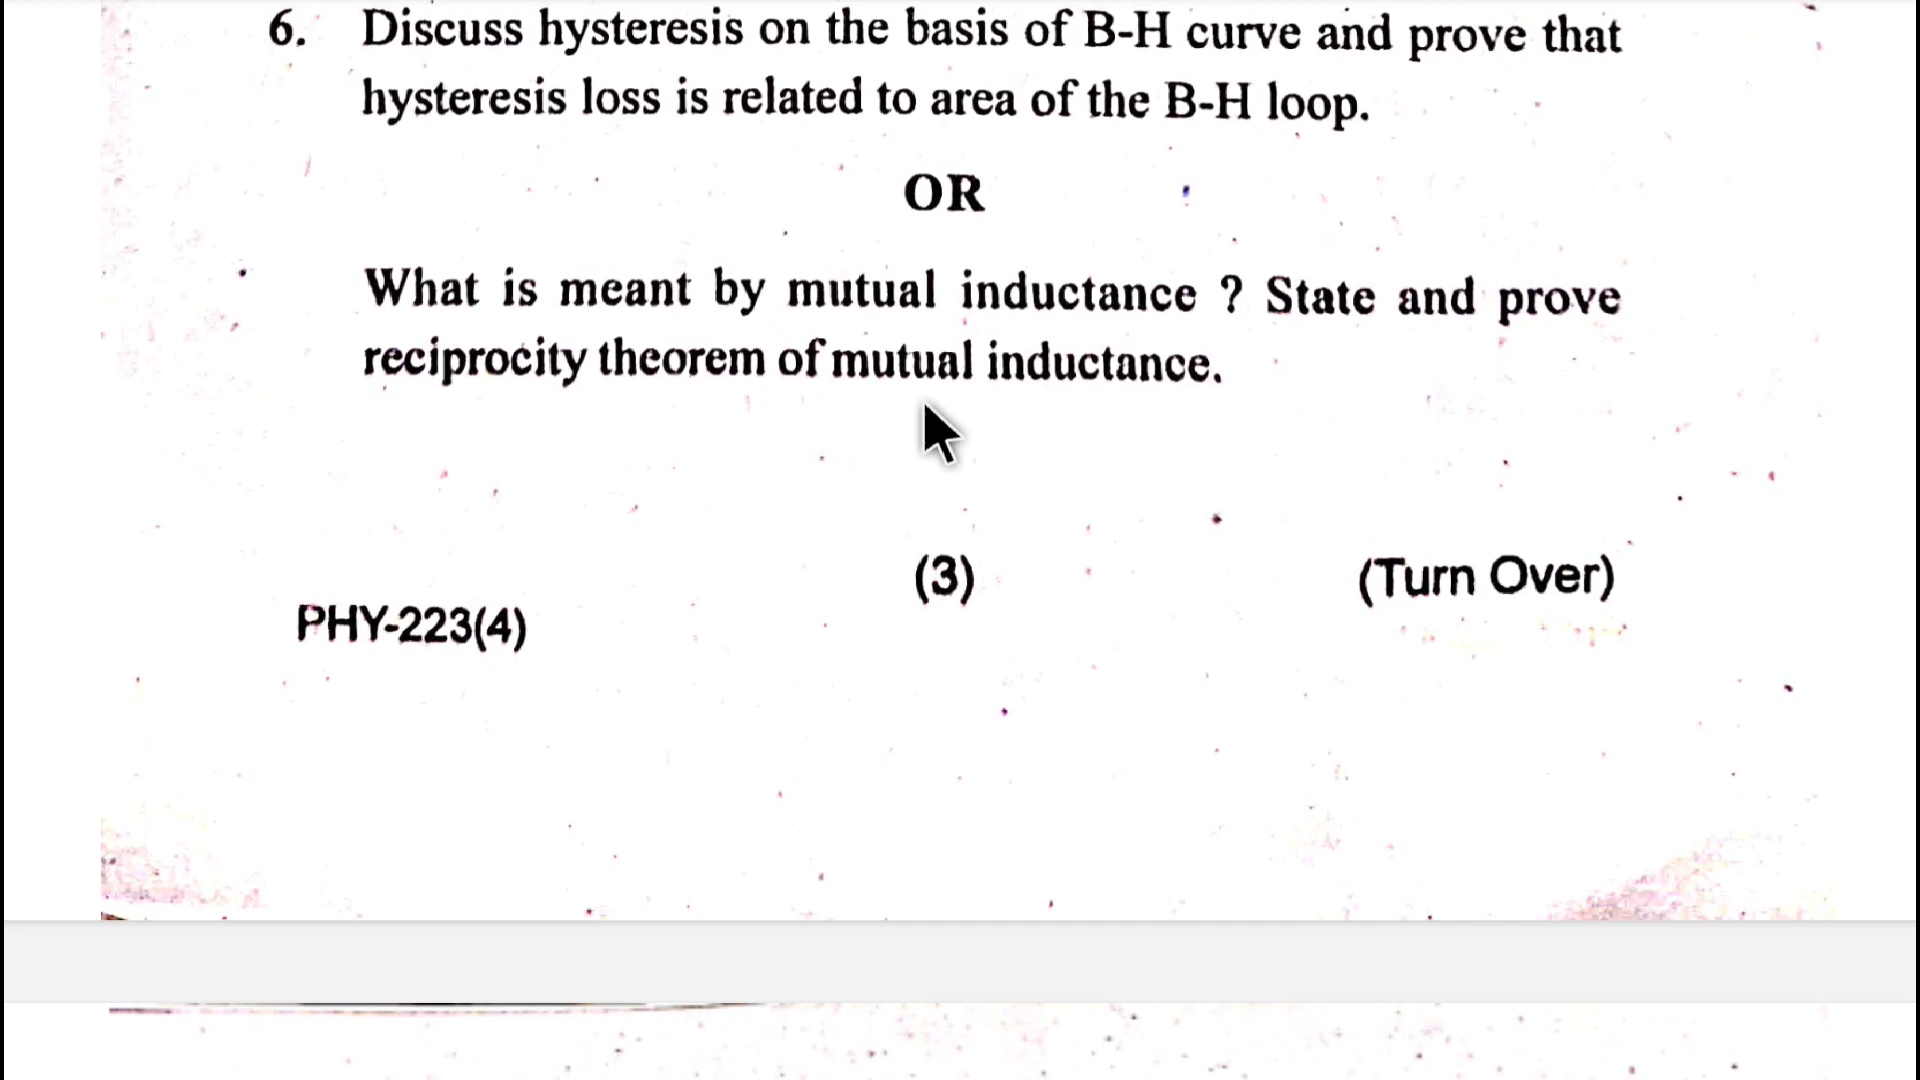 6. Discuss hysteresis on the basis of B-H curve and prove that
hysteresis loss is related to area of the B-H loop.
OR
What is meant by mutual inductance ? State and prove
reciprocity theorem of mutual inductance.
(3)
(Turn Over)
PHY-223(4)